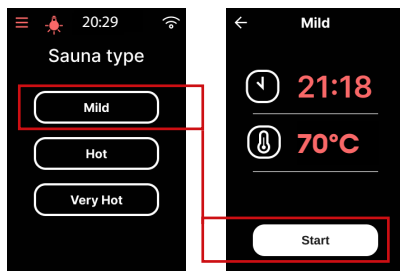 20:29
Sauna type
Mild
Hot
Very Hot
Mild
21:18
70°C
Start